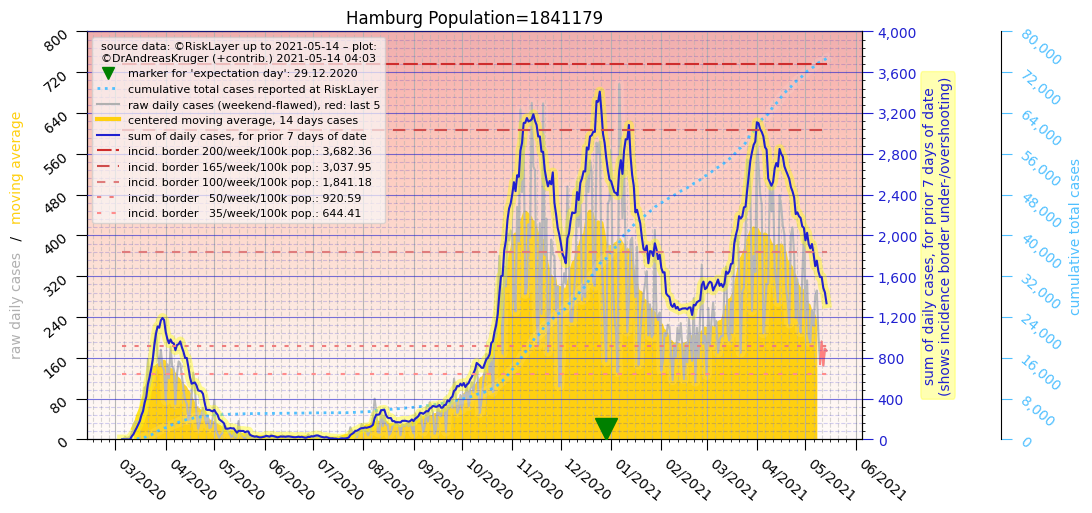 Hamburg Population=1841179
source data: ©RiskLayer up to 2021-05-14 – plot:
©DrAndreasKruger (+contrib.) 2021-05-14 04:03
marker for 'expectation day': 29.12.2020
cumulative total cases reported at RiskLayer
raw daily cases (weekend-flawed), red: last 5
centered moving average, 14 days cases
sum of daily cases, for prior 7 days of date
incid. border 200/week/100k pop.: 3,682.36
incid. border 165/week/100k pop.: 3,037.95
incid. border 100/week/100k pop.: 1,841.18
incid. border   50/week/100k pop.: 920.59
incid. border   35/week/100k pop.: 644.41
raw daily cases  /  moving average
800
720
640
560
480
400
320
240
160
80
0
03/2020
04/2020
05/2020
06/2020
07/2020
08/2020
09/2020
10/2020
11/2020
12/2020
01/2021
02/2021
03/2021
04/2021
05/2021
06/2021
4,000
3,600
3,200
2,800
2,400
2,000
1,600
1,200
800
400
0
sum of daily cases, for prior 7 days of date
(shows incidence border under-/overshooting)
80,000
72,000
64,000
56,000
48,000
40,000
32,000
24,000
16,000
8,000
0
cumulative total cases